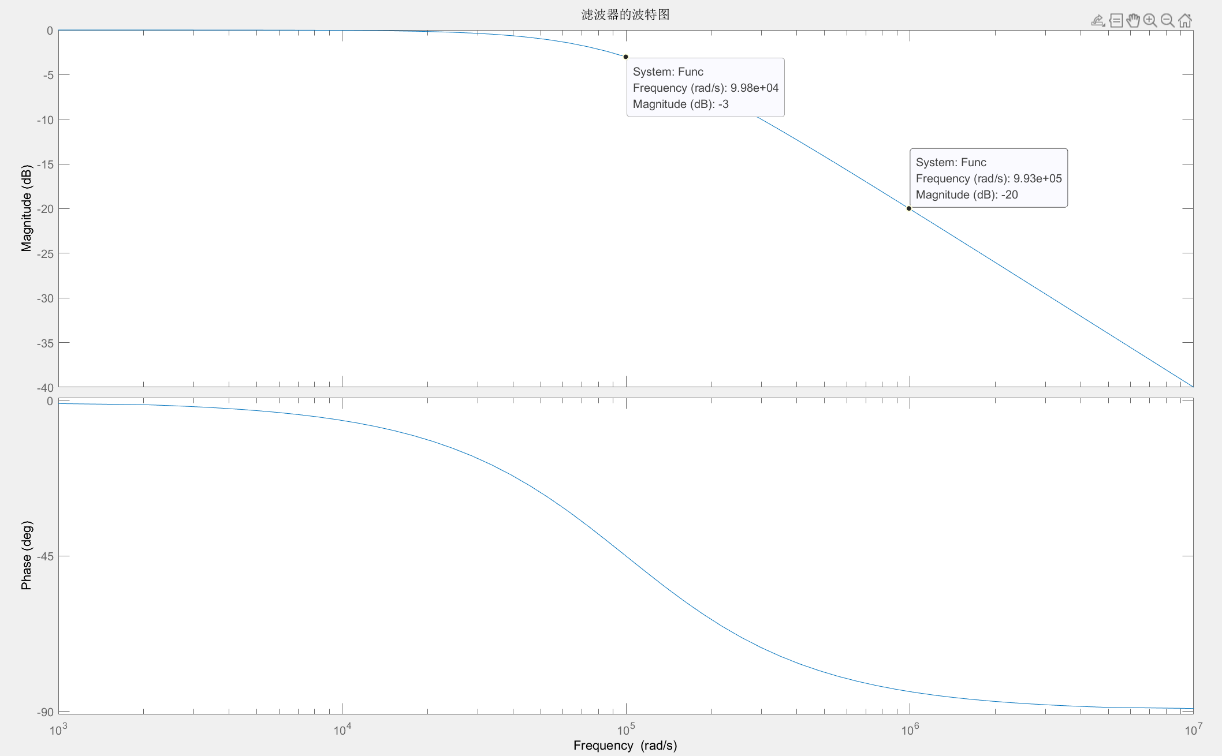 滤波器的波特图
Magnitude (dB)
0
-5
-10
-15
-20
-25
-30
-35
-40
System: Func
Frequency (rad/s): 9.98e+04
Magnitude (dB): -3
System: Func
Frequency (rad/s): 9.93e+05
Magnitude (dB): -20
Phase (deg)
0
-45
-90
10³ 10⁴ 10⁵ 10⁶ 10⁷
Frequency (rad/s)